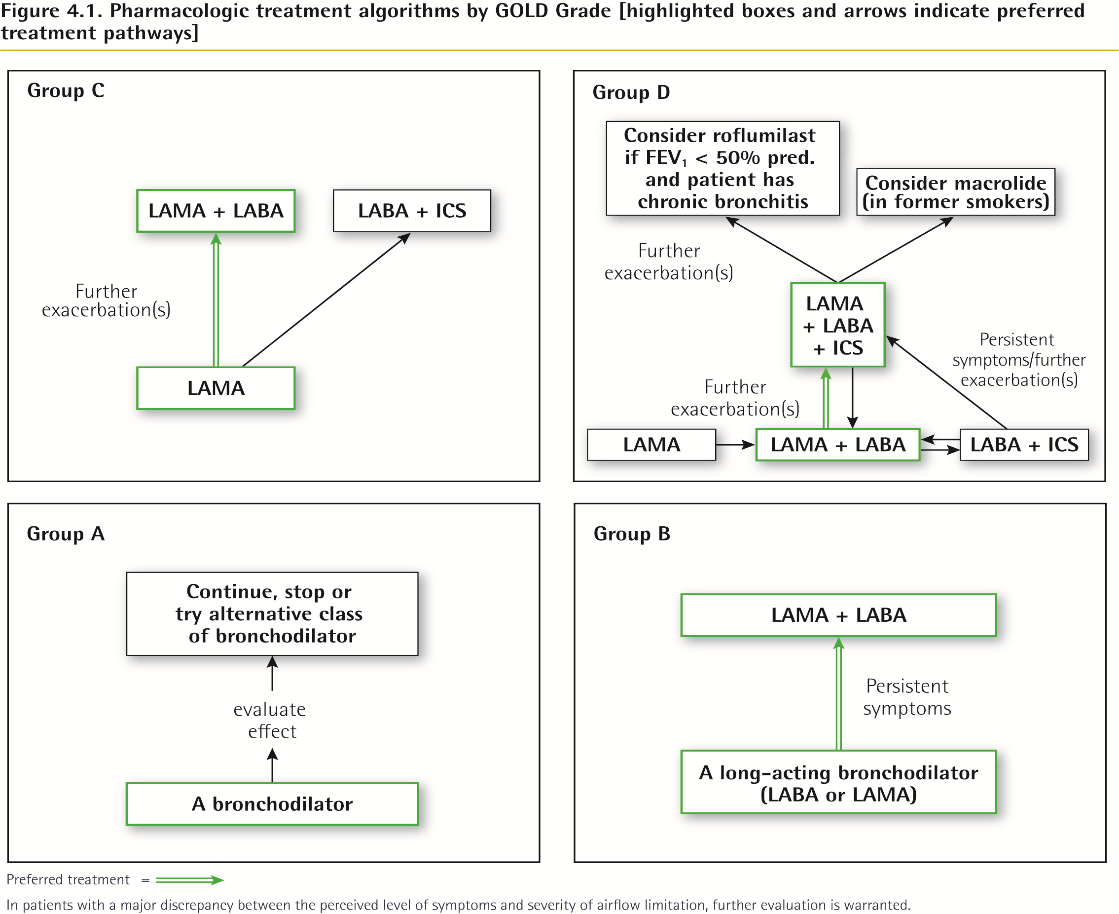 Figure 4.1. Pharmacologic treatment algorithms by GOLD Grade [highlighted boxes and arrows indicate preferred
treatment pathways]
Group C
LAMA + LABA
LABA + ICS
Further
exacerbation(s)
LAMA
Group D
Consider roflumilast
if FEV₁ < 50% pred.
and patient has
chronic bronchitis
Consider macrolide
(in former smokers)
Further
exacerbation(s)
LAMA
+ LABA
+ ICS
Persistent
symptoms/further
exacerbation(s)
Further
exacerbation(s)
LAMA
LAMA + LABA
LABA + ICS
Group A
Continue, stop or
try alternative class
of bronchodilator
evaluate
effect
A bronchodilator
Group B
LAMA + LABA
Persistent
symptoms
A long-acting bronchodilator
(LABA or LAMA)
Preferred treatment =
In patients with a major discrepancy between the perceived level of symptoms and severity of airflow limitation, further evaluation is warranted.